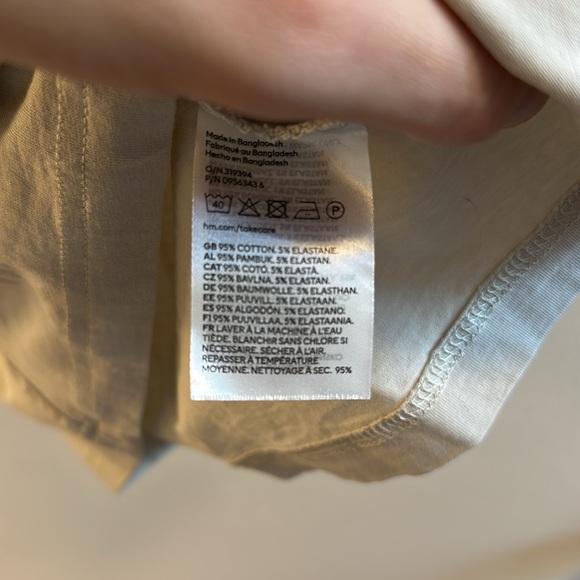 Made in Bangladesh
Fabriqué au Bangladesh
Hecho en Bangladesh
O/N 319394
P/N 0956343 6
40
P
hm.com/takecare
GB 95% COTTON. 5% ELASTANE.
AL 95% PAMBUK. 5% ELASTAN.
CAT 95% COTÓ. 5% ELASTÀ.
CZ 95% BAVLNA. 5% ELASTAN.
DE 95% BAUMWOLLE. 5% ELASTHAN.
EE 95% PUUVILL. 5% ELASTAAN.
ES 95% ALGODÓN. 5% ELASTANO.
FI 95% PUUVILLAA. 5% ELASTAANIA.
FR LAVER À LA MACHINE À L'EAU
TIÈDE. BLANCHIR SANS CHLORE SI
NÉCESSAIRE. SÉCHER À L'AIR.
REPASSER À TEMPÉRATURE
MOYENNE. NETTOYAGE À SEC. 95%